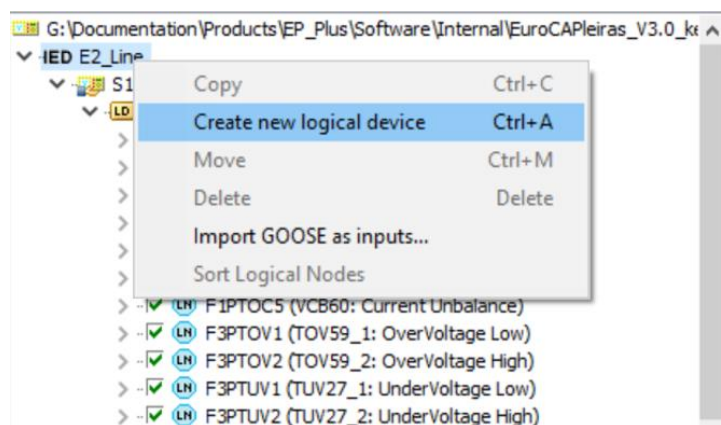 G:\Documentation\Products\EP_Plus\Software\Internal\EuroCAPleiras_V3.0_ke
IED E2_Line
S1
LD
Copy Ctrl+C
Create new logical device Ctrl+A
Move Ctrl+M
Delete Delete
Import GOOSE as inputs...
Sort Logical Nodes
LN F1PTOC5 (VCB60: Current Unbalance)
LN F3PTOV1 (TOV59_1: OverVoltage Low)
LN F3PTOV2 (TOV59_2: OverVoltage High)
LN F3PTUV1 (TUV27_1: UnderVoltage Low)
LN F3PTUV2 (TUV27_2: UnderVoltage High)